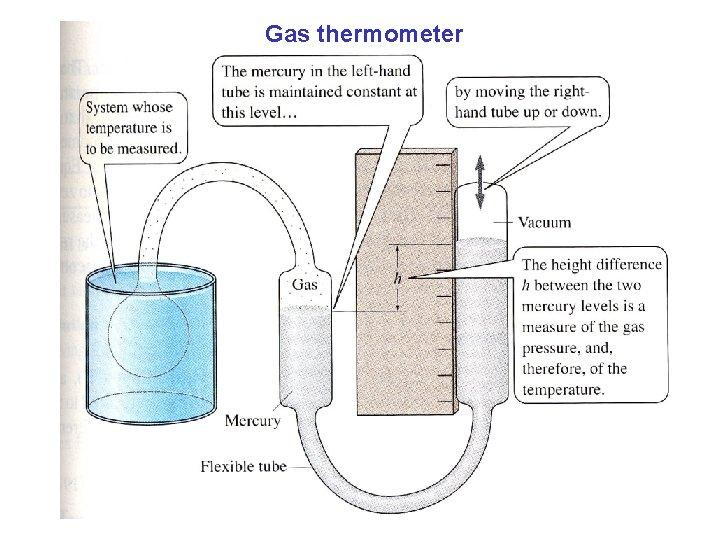 Gas thermometer
The mercury in the left-hand
tube is maintained constant at
this level…
by moving the right-
hand tube up or down.
System whose
temperature is
to be measured.
Vacuum
Gas
h
The height difference
h between the two
mercury levels is a
measure of the gas
pressure, and,
therefore, of the
temperature.
Mercury
Flexible tube